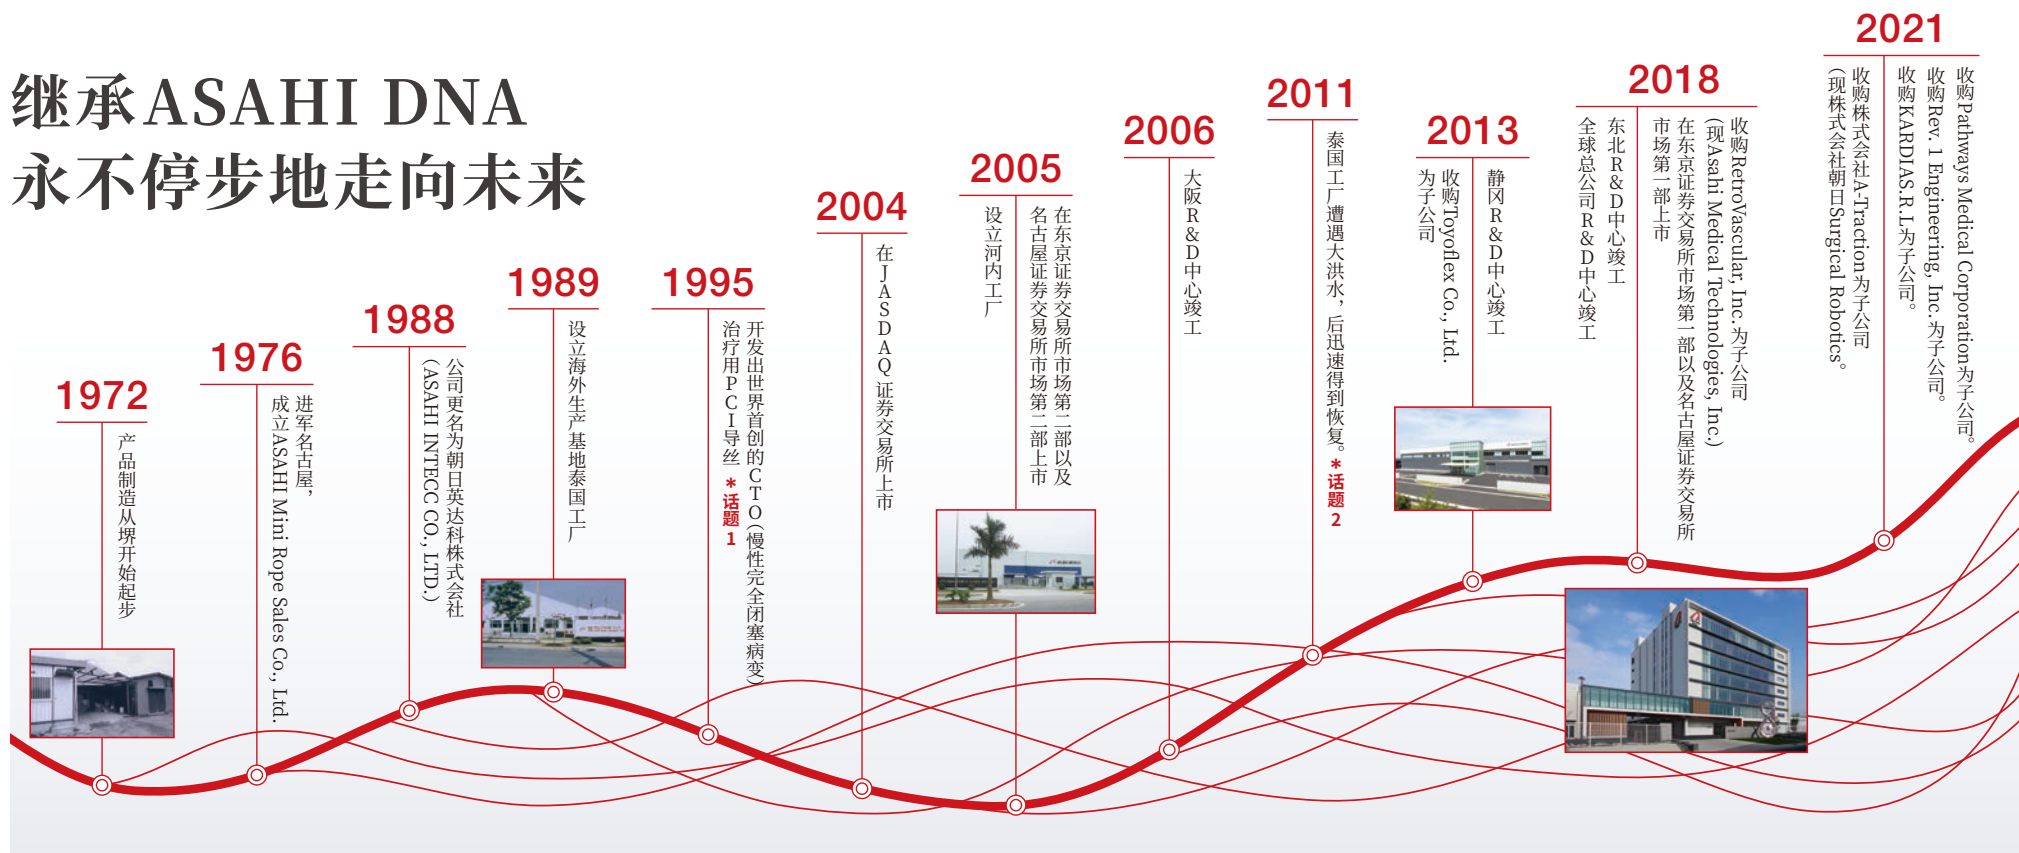 继承ASAHI DNA
永不停步地走向未来
1972
产品制造从堺开始起步
1976
进军名古屋，
成立ASAHI Mini Rope Sales Co., Ltd.
1988
公司更名为朝日英达科株式会社
（ASAHI INTECC CO., LTD.）
1989
设立海外生产基地泰国工厂
1995
开发出世界首创的CTO（慢性完全闭塞病变）
治疗用PCI导丝 *话题1
2004
在JASDAQ证券交易所上市
2005
在东京证券交易所市场第二部以及
名古屋证券交易所市场第二部上市
设立河内工厂
2006
大阪R&D中心竣工
2011
泰国工厂遭遇大洪水，后迅速得到恢复。*话题2
2013
静冈R&D中心竣工
收购Toyoflex Co., Ltd.
为子公司
2018
收购RetroVascular, Inc.为子公司
（现Asahi Medical Technologies, Inc.）
在东京证券交易所市场第一部以及名古屋证券交易所
市场第一部上市
东北R&D中心竣工
全球总公司R&D中心竣工
2021
收购Pathways Medical Corporation为子公司。
收购Rev. 1 Engineering, Inc.为子公司。
收购KARDIAS.R.L为子公司。
收购株式会社A-Traction为子公司
（现株式会社朝日Surgical Robotics。